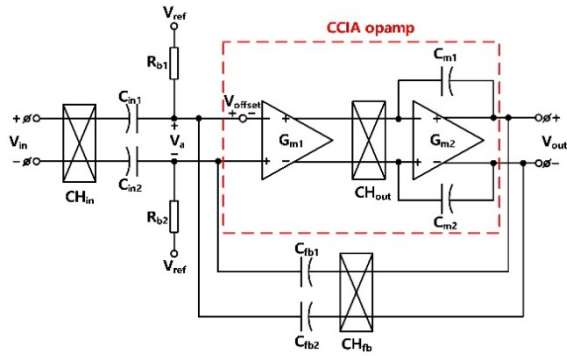 V_ref
CCIA opamp
R_b1
C_m1
C_in1
V_offset
+
+ −
−
+
−
+
V_in
V_a
G_m1
G_m2
V_out
−
−
+
−
+
−
−
C_in2
CH_out
CH_in
R_b2
C_m2
V_ref
C_fb1
C_fb2
CH_fb